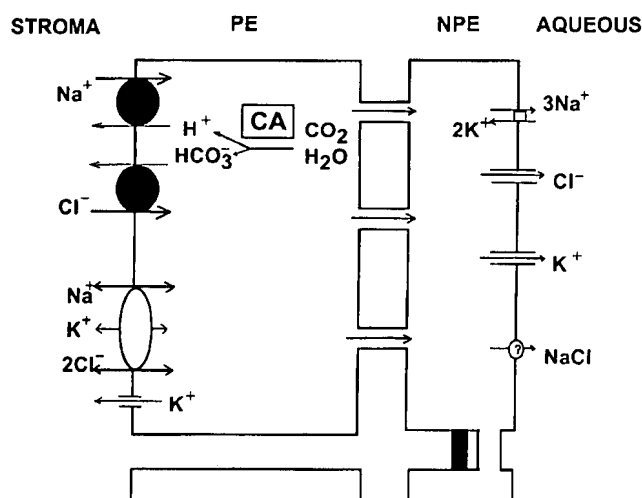 STROMA PE NPE AQUEOUS
Na⁺ 3Na⁺
H⁺ CA CO₂ 2K⁺
HCO₃⁻ H₂O
Cl⁻
Cl⁻
K⁺
Na⁺
K⁺
2Cl⁻ ? NaCl
K⁺